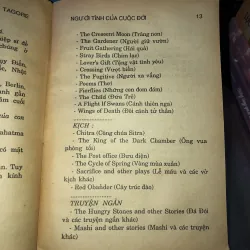 TAGORE
NGƯỜI TÌNH CỦA CUỘC ĐỜI 13
- The Crescent Moon (Trăng non)
- The Gardener (Người vườn)
- Fruit Gathering (Hái quả)
- Stray Birds (Chim lạc)
- Lover's Gift (Tặng vật tình yêu)
- Crossing (Vượt biển)
- The Fugitive (Người ra vong)
- Poems (Thơ)
- Fierflies (Những con đom đóm)
- The Child (Đứa Trẻ)
- A Flight of Swans (Cánh thiên nga)
- Wings of Death (Đôi cánh tử thần)
KỊCH :
- Chitra (Công chúa Sitra)
- The King of the Dark Chamber (Ông vua
phòng tối)
- The Post office (Bưu điện)
- The Cycle of Spring (Vòng mùa xuân)
- Sacrifice and other plays (Lễ máu và các vở
kịch khác)
- Red Oleabder (Cây trúc đào)
TRUYỆN NGẮN
- The Hungry Stones and other Stories (Đá Đói
và các truyện ngắn khác)
- Mashi and other stories (Mashi và các truyện
ngắn khác)